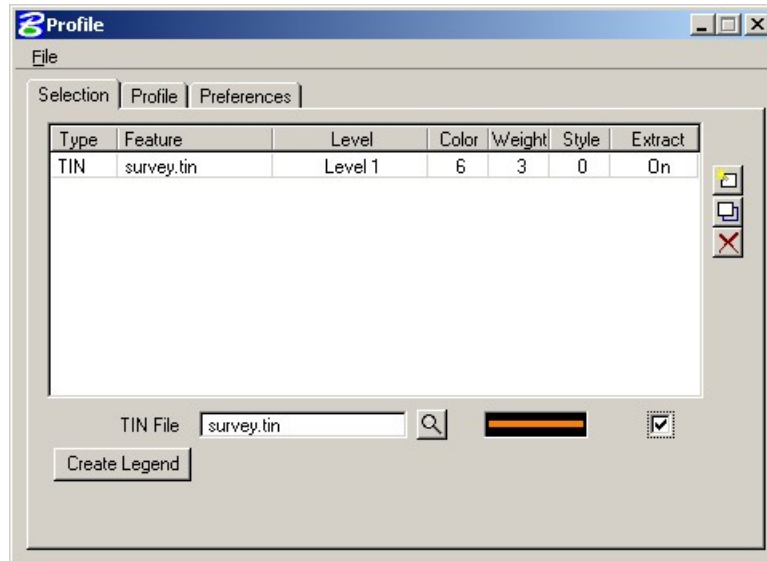 Profile
File
Selection Profile Preferences
Type Feature Level Color Weight Style Extract
TIN survey.tin Level 1 6 3 0 On
TIN File survey.tin
Create Legend